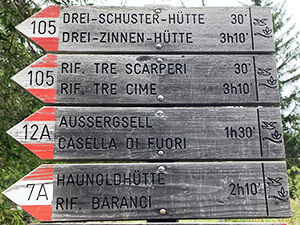 105 DREI-SCHUSTER-HÜTTE 30'
DREI-ZINNEN-HÜTTE 3h10'
105 RIF. TRE SCARPERI 30'
RIF. TRE CIME 3h10'
12A AUSSERGSELL 1h30'
CASELLA DI FUORI
7A HAUNOLDHÜTTE 2h10'
RIF. BARANCI